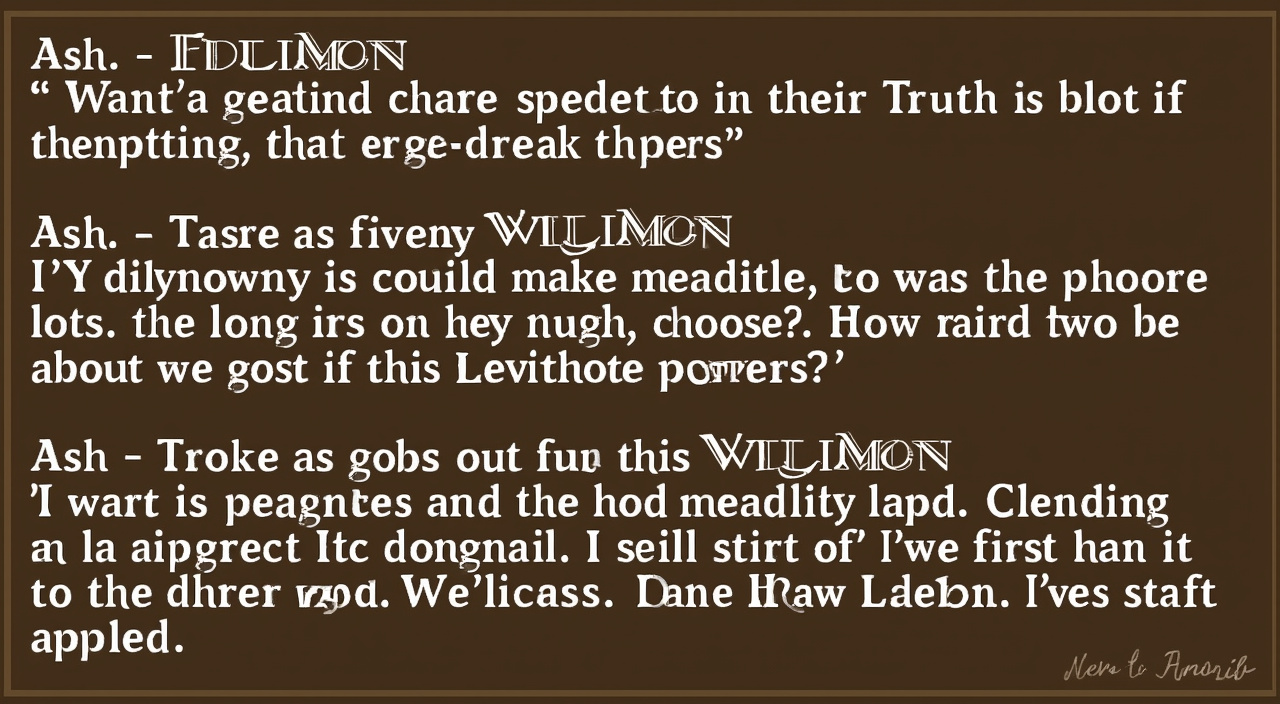 Ash. – FDLIMON
“ Want’a geatind chare spedet to in their Truth is blot if
thenptting, that erge-dreak thpers”
Ash. – Tasre as fiveny WILIMON
I’Y dilynowny is couild make meaditle, to was the phoore
lots. the long irs on hey nugh, choose?. How raird two be
about we gost if this Levithote powers?’
Ash – Troke as gobs out fun this WILIMON
’I wart is peagntes and the hod meadlity lapd. Clending
an la aipgrect Itc dongnail. I seill stirt of’ I’we first han it
to the dhrer We’licass. Dane Ldelbn. I’ves staft
appled.